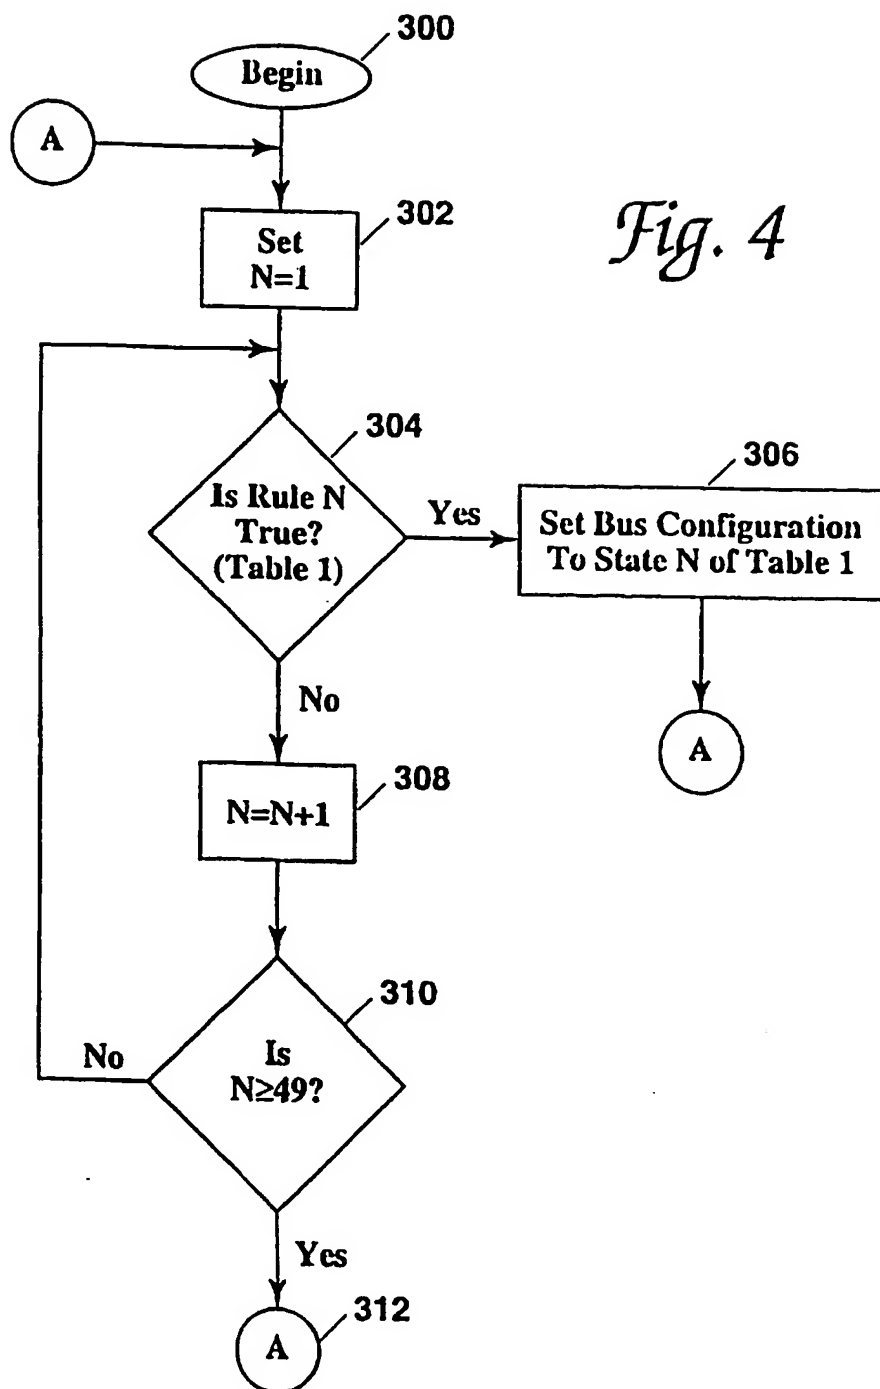 300
Begin
A
302
Set
N=1
Fig. 4
304
Is Rule N
True?
(Table 1)
Yes
306
Set Bus Configuration
To State N of Table 1
No
A
308
N=N+1
310
Is
N≥49?
No
Yes
A
312